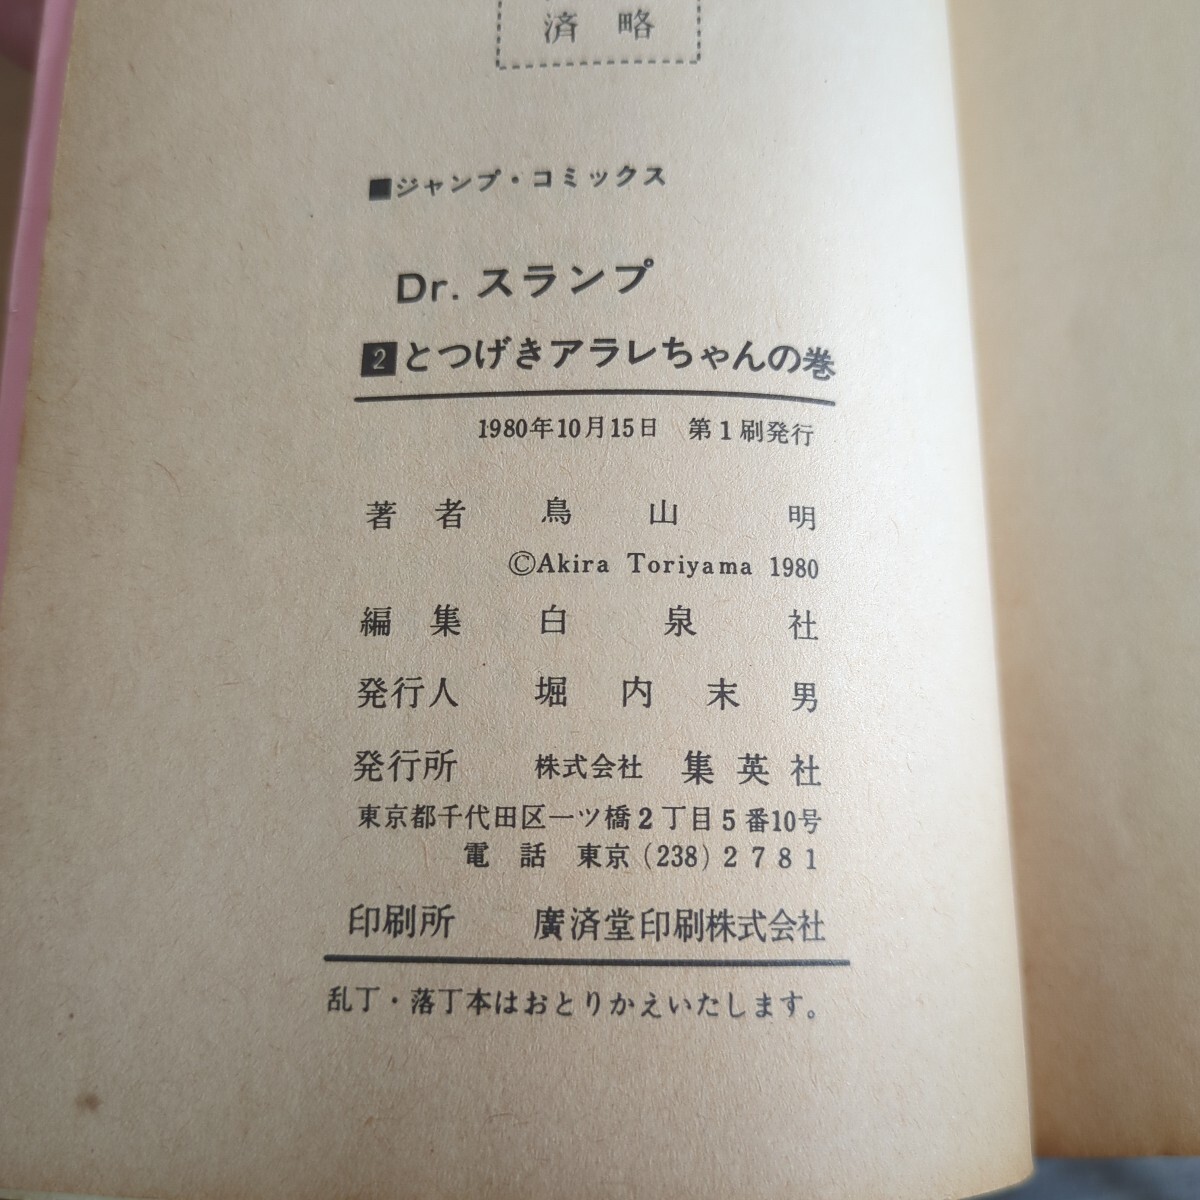 済 略
■ジャンプ・コミックス
Dr. スランプ
2 とつげきアラレちゃんの巻
1980年10月15日 第1刷発行
著 者 鳥 山 明
©Akira Toriyama 1980
編 集 白 泉 社
発行人 堀 内 末 男
発行所 株式会社 集 英 社
東京都千代田区一ツ橋2丁目5番10号
電 話 東京 (238) 2781
印刷所 廣済堂印刷株式会社
乱丁・落丁本はおとりかえいたします。